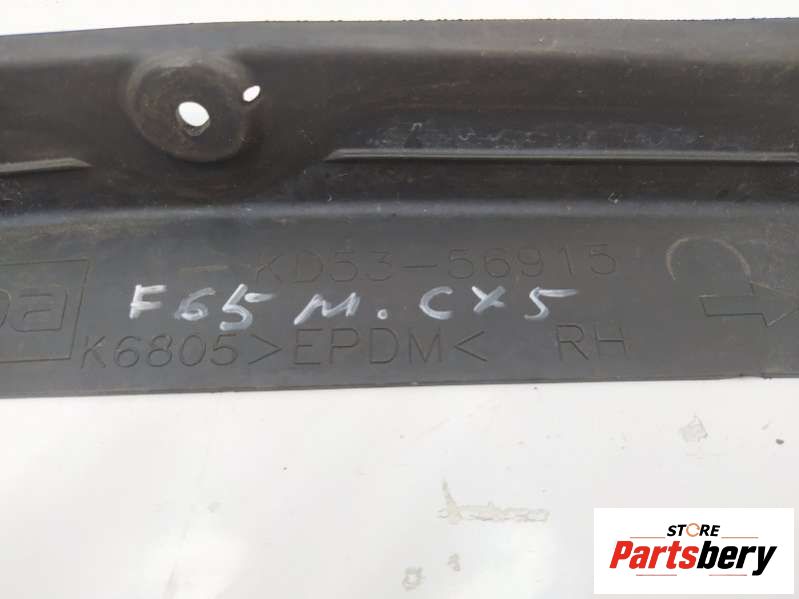 KD53-56915
F65 M. CX5
K6805 >EPDM< RH
STORE
Partsbery